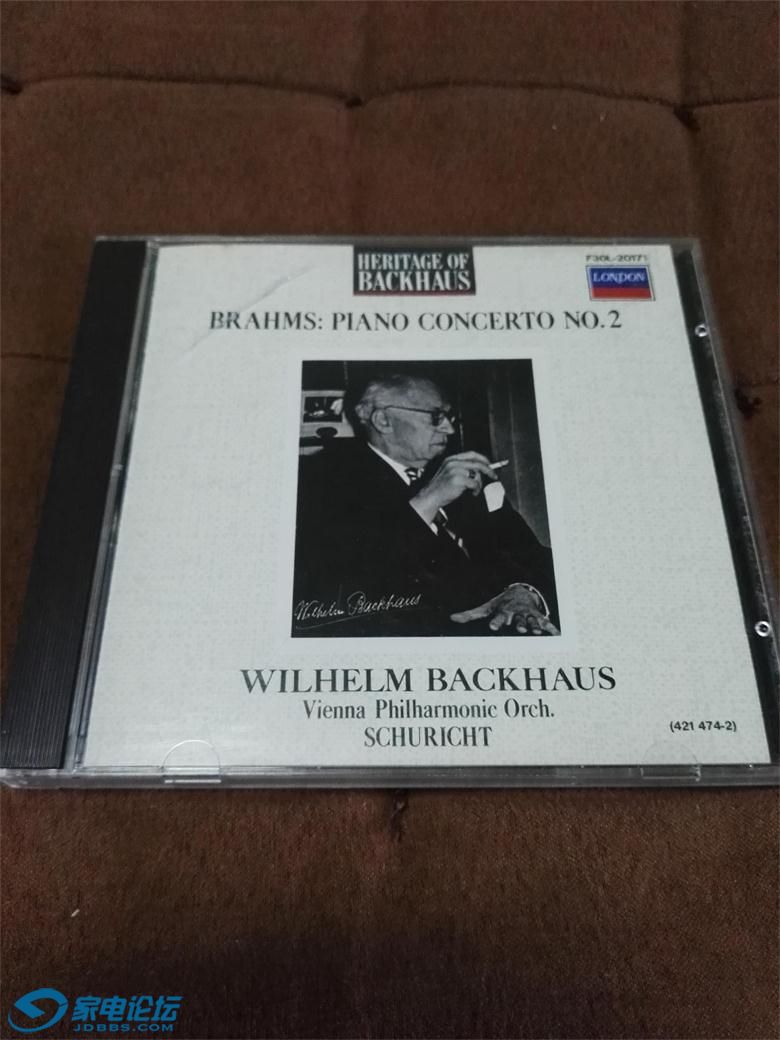 HERITAGE OF
BACKHAUS
F30L-20171
LONDON
BRAHMS: PIANO CONCERTO NO.2
Wilhelm Backhaus
WILHELM BACKHAUS
Vienna Philharmonic Orch.
SCHURICHT
(421 474-2)
家电论坛
JDBBS.COM